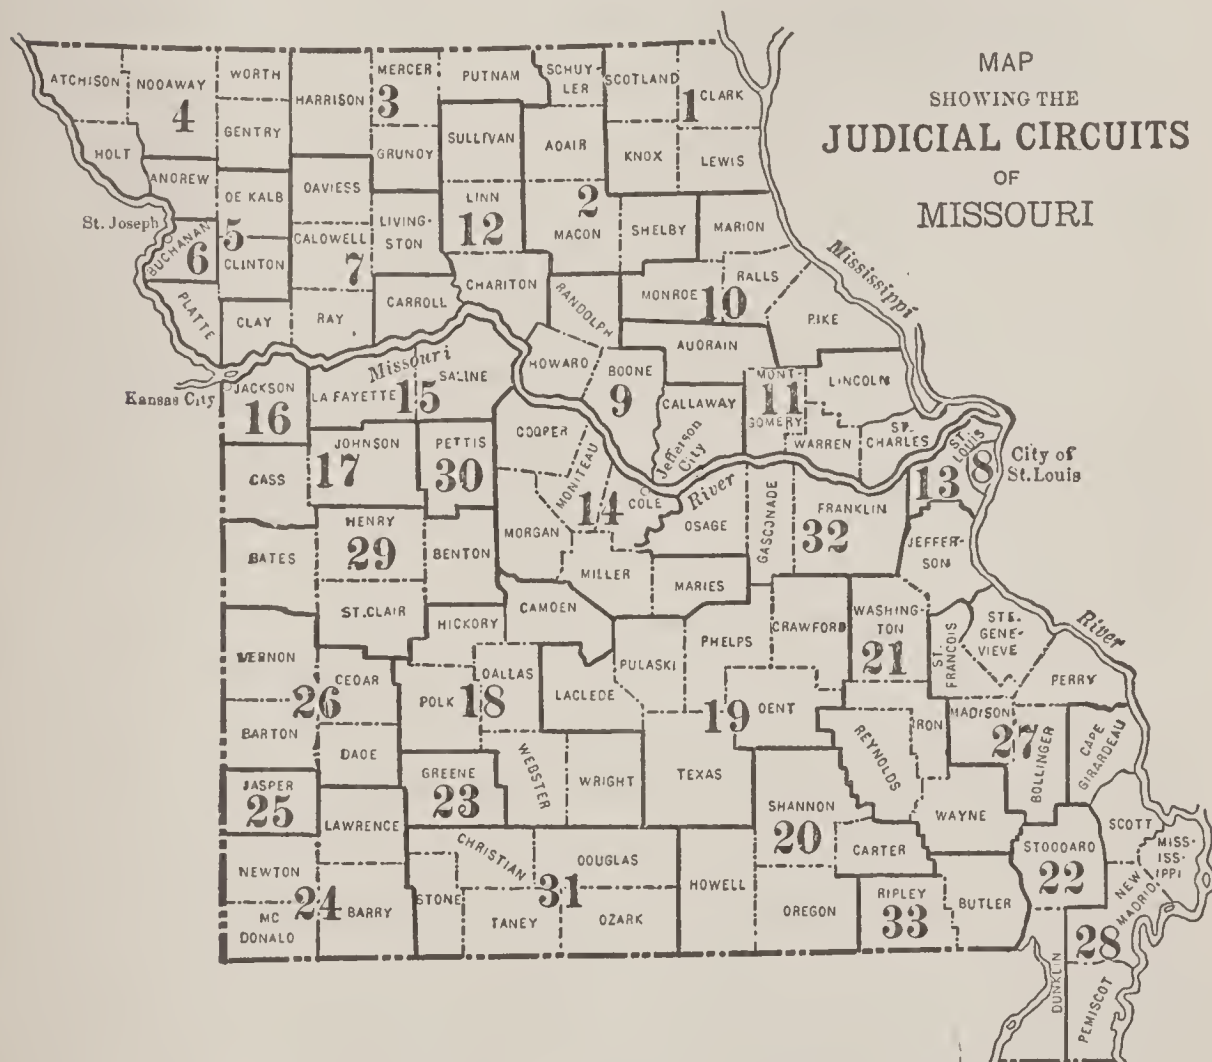 MAP
SHOWING THE
JUDICIAL CIRCUITS
OF
MISSOURI
ATCHISON
NODAWAY
4
WORTH
GENTRY
HARRISON
MERCER
3
GRUNDY
PUTNAM
SCHUY-
LER
SCOTLAND
1
CLARK
SULLIVAN
ADAIR
KNOX
LEWIS
HOLT
ANDREW
DE KALB
DAVIESS
St. Joseph
BUCHANAN
6
5
CLINTON
CALDWELL
7
LIVING-
STON
LINN
12
2
MACON
SHELBY
MARION
Mississippi
PLATTE
CLAY
RAY
CARROLL
CHARITON
RANDOLPH
MONROE
10
RALLS
PIKE
AUDRAIN
Kansas City
JACKSON
16
Missouri
LA FAYETTE
15
SALINE
HOWARD
BOONE
9
CALLAWAY
MONT-
GOMERY
11
LINCOLN
WARREN
ST.
CHARLES
ST.
LOUIS
13
8
City of
St. Louis
CASS
JOHNSON
17
PETTIS
30
COOPER
MONITEAU
14
COLE
Jefferson
City
River
OSAGE
GASCONADE
FRANKLIN
32
JEFFER-
SON
BATES
HENRY
29
BENTON
MORGAN
MILLER
MARIES
ST.CLAIR
HICKORY
CAMDEN
PULASKI
PHELPS
CRAWFORD
WASHING-
TON
21
ST.
FRANCOIS
STE.
GENE-
VIEVE
River
PERRY
VERNON
26
CEDAR
POLK
18
DALLAS
LACLEDE
19
DENT
REYNOLDS
IRON
MADISON
27
BOLLINGER
CAPE
GIRARDEAU
BARTON
DADE
GREENE
23
WEBSTER
WRIGHT
TEXAS
SHANNON
20
WAYNE
SCOTT
MISS-
ISS-
IPPI
JASPER
25
LAWRENCE
CHRISTIAN
DOUGLAS
31
HOWELL
CARTER
STODDARD
22
NEW
MADRID
NEWTON
24
MC
DONALD
BARRY
STONE
TANEY
OZARK
OREGON
RIPLEY
33
BUTLER
28
DUNKLIN
PEMISCOT